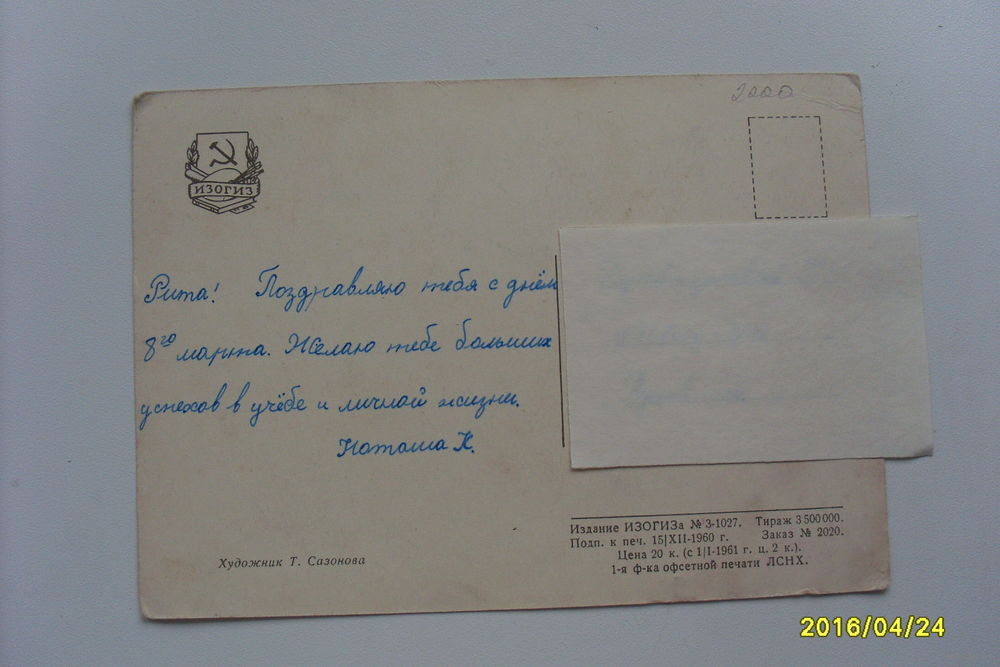 2000
ИЗОГИЗ
Рита! Поздравляю тебя с днём
8го марта. Желаю тебе больших
успехов в учёбе и личной жизни.
Наташа К.
Художник Т. Сазонова
Издание ИЗОГИЗа № 3-1027. Тираж 3 500 000.
Подп. к печ. 15|XII-1960 г. Заказ № 2020.
Цена 20 к. (с 1/I-1961 г. ц. 2 к.).
1-я ф-ка офсетной печати ЛСНХ.
2016/04/24